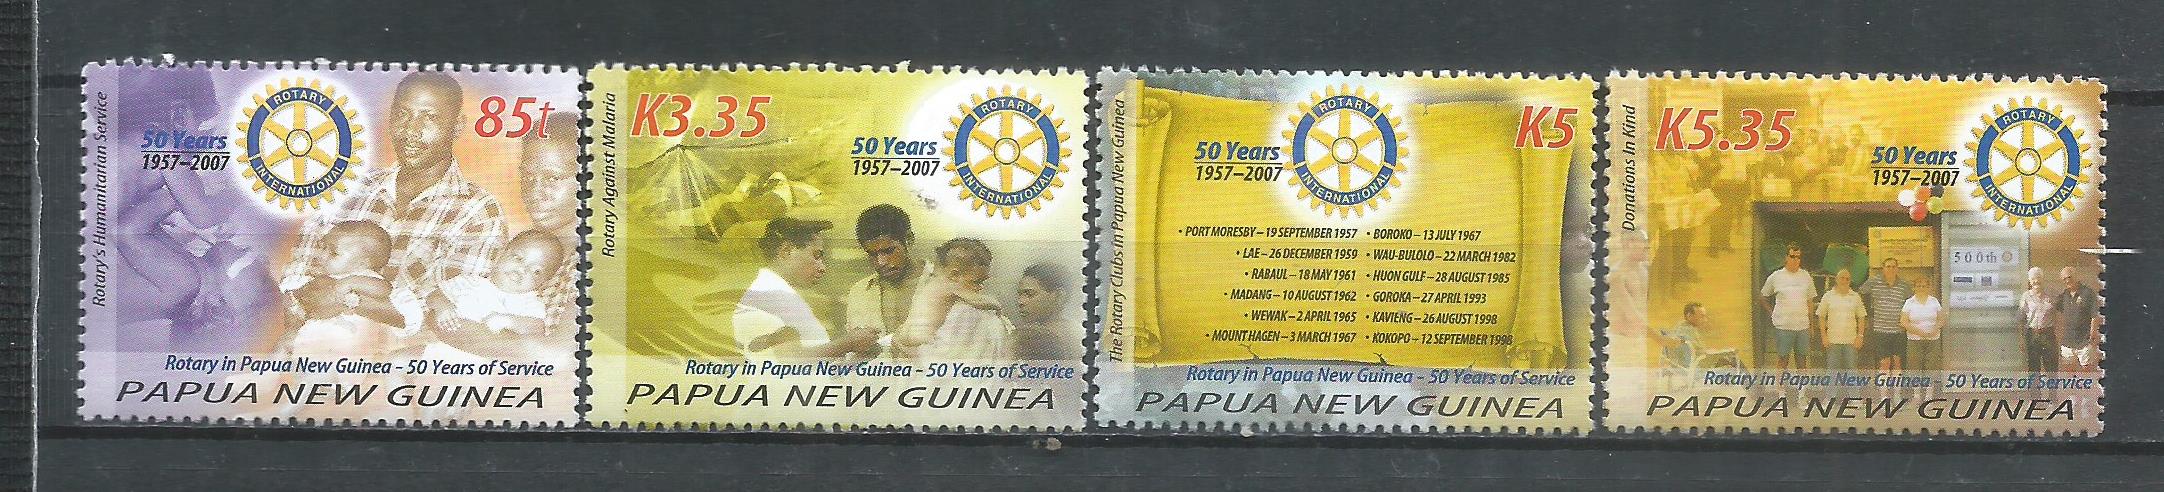 Rotary's Humanitarian Service
50 Years
1957–2007
ROTARY
INTERNATIONAL
85t
Rotary in Papua New Guinea – 50 Years of Service
PAPUA NEW GUINEA
Rotary Against Malaria
K3.35
50 Years
1957–2007
ROTARY
INTERNATIONAL
Rotary in Papua New Guinea – 50 Years of Service
PAPUA NEW GUINEA
The Rotary Clubs in Papua New Guinea
50 Years
1957–2007
ROTARY
INTERNATIONAL
K5
• PORT MORESBY – 19 SEPTEMBER 1957
• LAE – 26 DECEMBER 1959
• RABAUL – 18 MAY 1961
• MADANG – 10 AUGUST 1962
• WEWAK – 2 APRIL 1965
• MOUNT HAGEN – 3 MARCH 1967
• BOROKO – 13 JULY 1967
• WAU-BULOLO – 22 MARCH 1982
• HUON GULF – 28 AUGUST 1985
• GOROKA – 27 APRIL 1993
• KAVIENG – 26 AUGUST 1998
• KOKOPO – 12 SEPTEMBER 1998
Rotary in Papua New Guinea – 50 Years of Service
PAPUA NEW GUINEA
Donations In Kind
K5.35
50 Years
1957–2007
ROTARY
INTERNATIONAL
500th
Rotary in Papua New Guinea – 50 Years of Service
PAPUA NEW GUINEA